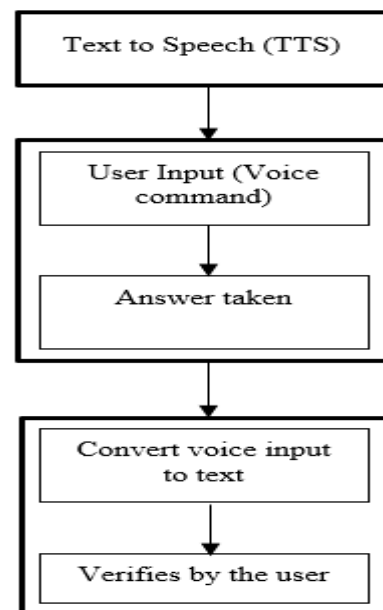 Text to Speech (TTS)
User Input (Voice
command)
Answer taken
Convert voice input
to text
Verifies by the user